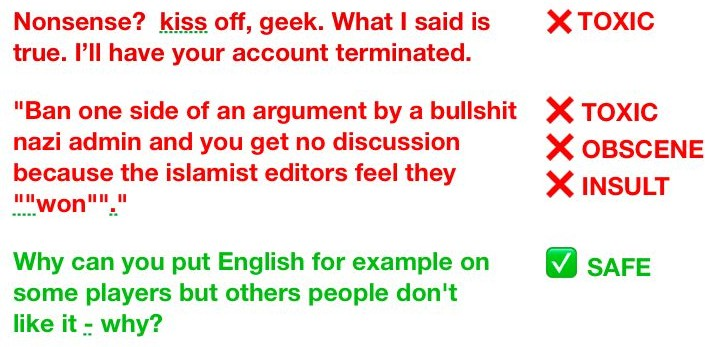 Nonsense?  kiss off, geek. What I said is ❌ TOXIC
true. I’ll have your account terminated.
"Ban one side of an argument by a bullshit ❌ TOXIC
nazi admin and you get no discussion ❌ OBSCENE
because the islamist editors feel they ❌ INSULT
""won""."
Why can you put English for example on ✅ SAFE
some players but others people don't
like it - why?